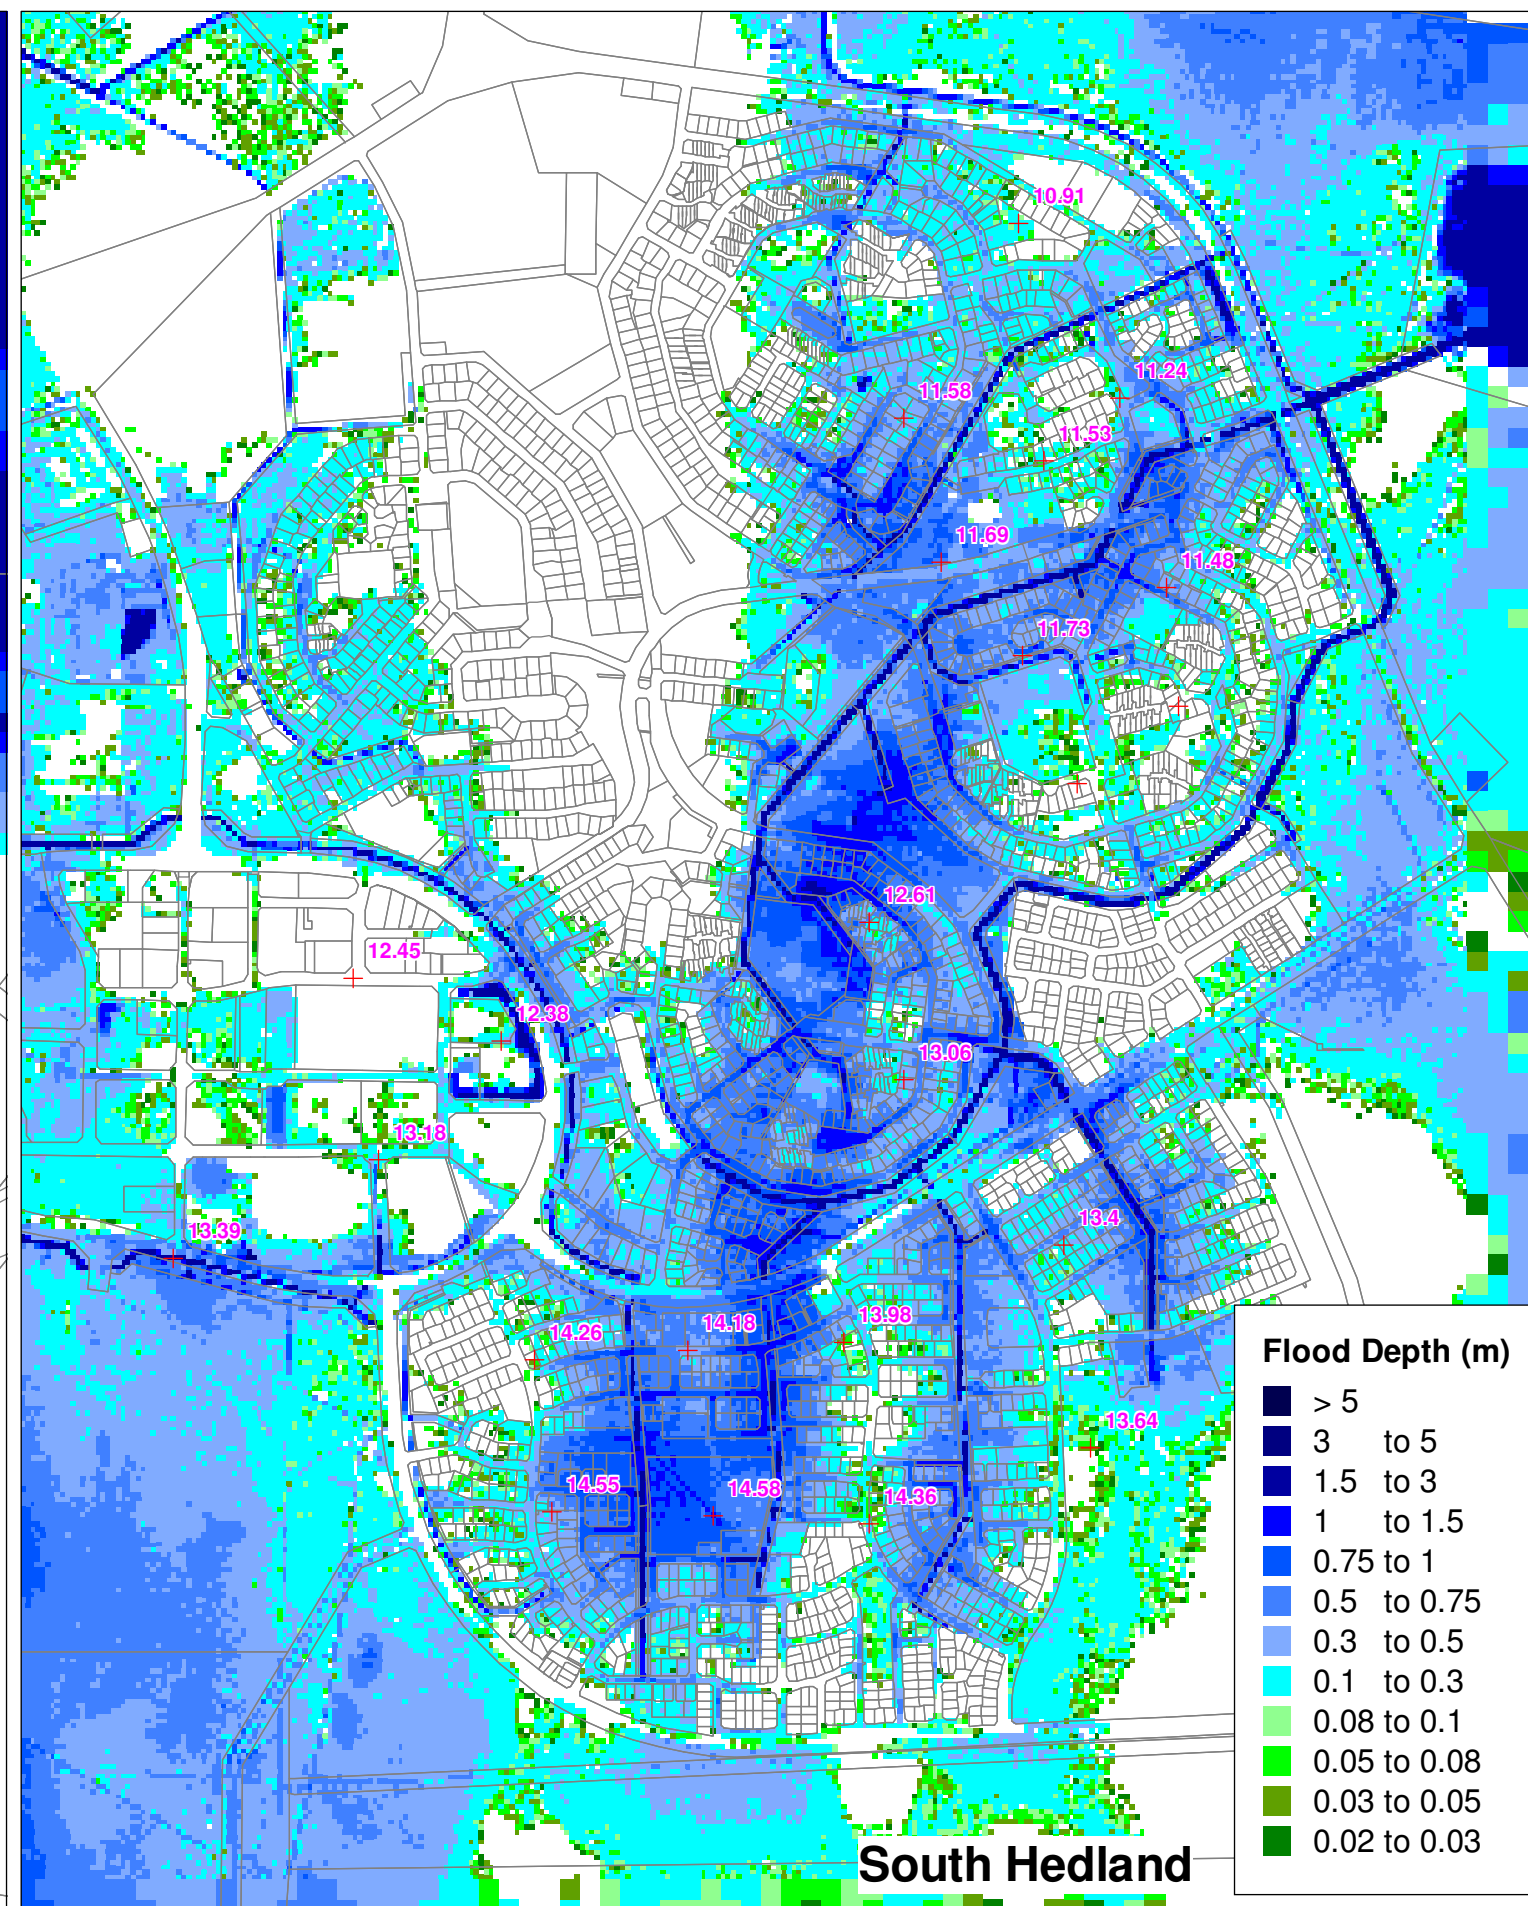 10.91
11.24
11.58
11.53
11.69
11.48
11.73
12.61
12.45
12.38
13.06
13.18
13.4
13.39
13.98
14.18
14.26
13.64
14.55
14.58
14.36
Flood Depth (m)
> 5
3 to 5
1.5 to 3
1 to 1.5
0.75 to 1
0.5 to 0.75
0.3 to 0.5
0.1 to 0.3
0.08 to 0.1
0.05 to 0.08
0.03 to 0.05
0.02 to 0.03
South Hedland